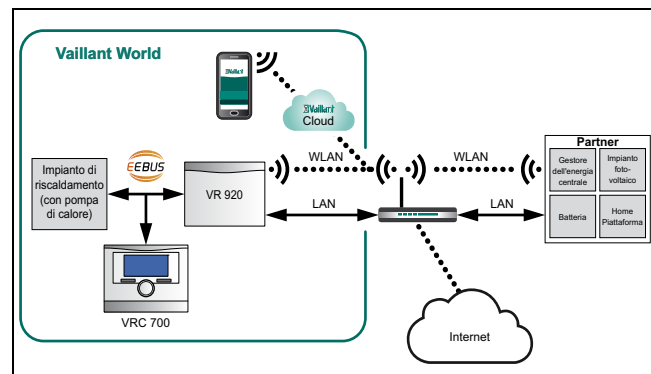 Vaillant World
Vaillant
Vaillant
Cloud
EEBUS
WLAN
WLAN
Partner
Gestore
dell'energia
centrale
Impianto
foto-
voltaico
Impianto di
riscaldamento
(con pompa
di calore)
VR 920
LAN
LAN
Batteria
Home
Piattaforma
VRC 700
Internet